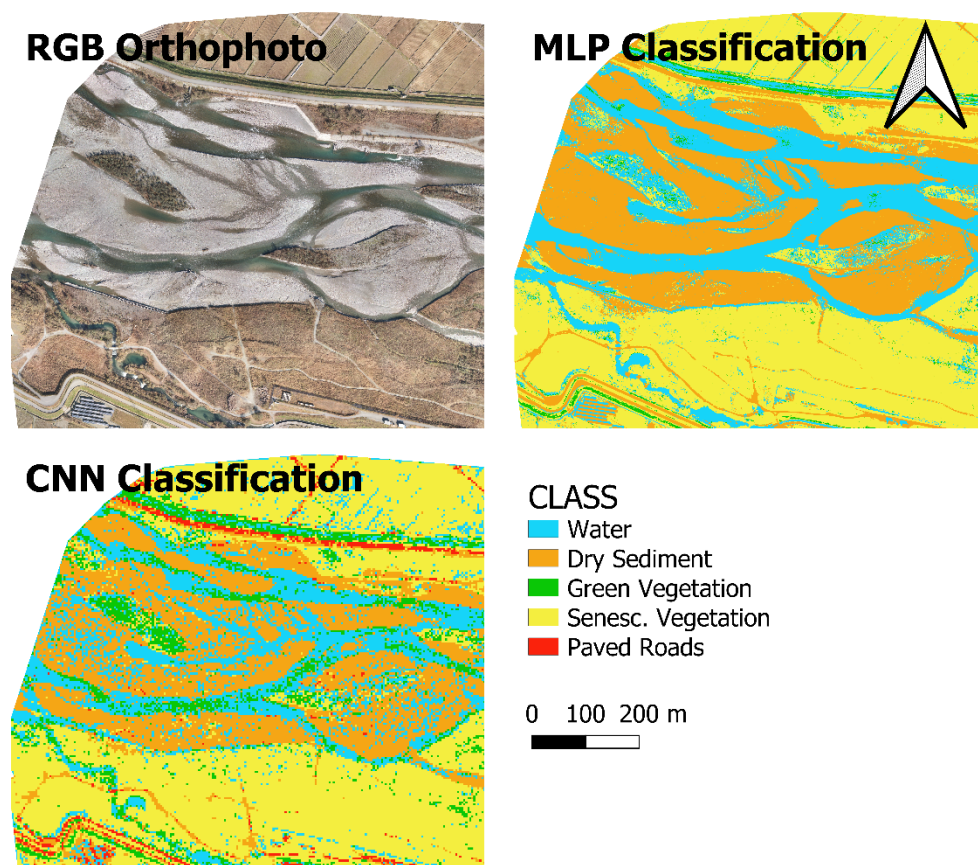 RGB Orthophoto
MLP Classification
CNN Classification
CLASS
Water
Dry Sediment
Green Vegetation
Senesc. Vegetation
Paved Roads
0 100 200 m